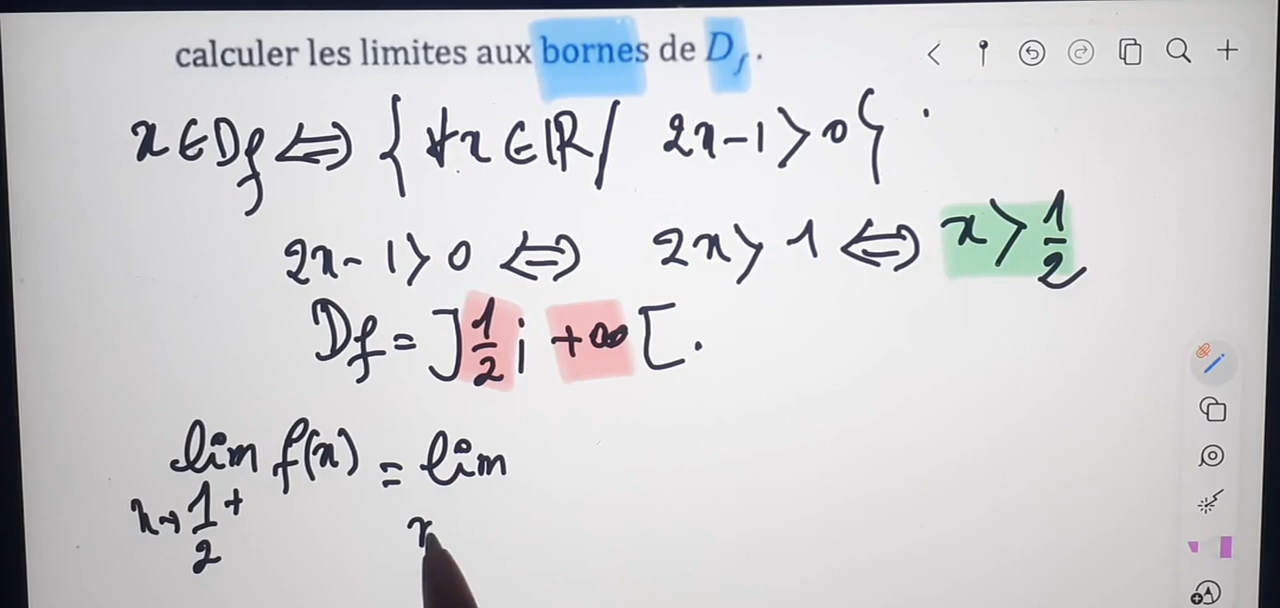 calculer les limites aux bornes de D_f.
x ∈ Df ⟺ { ∀x ∈ ℝ / 2x-1 > 0 } .
2x-1 > 0 ⟺ 2x > 1 ⟺ x > 1/2
Df = ]1/2 ; +∞[ .
lim f(x) = lim
x→1/2+ x